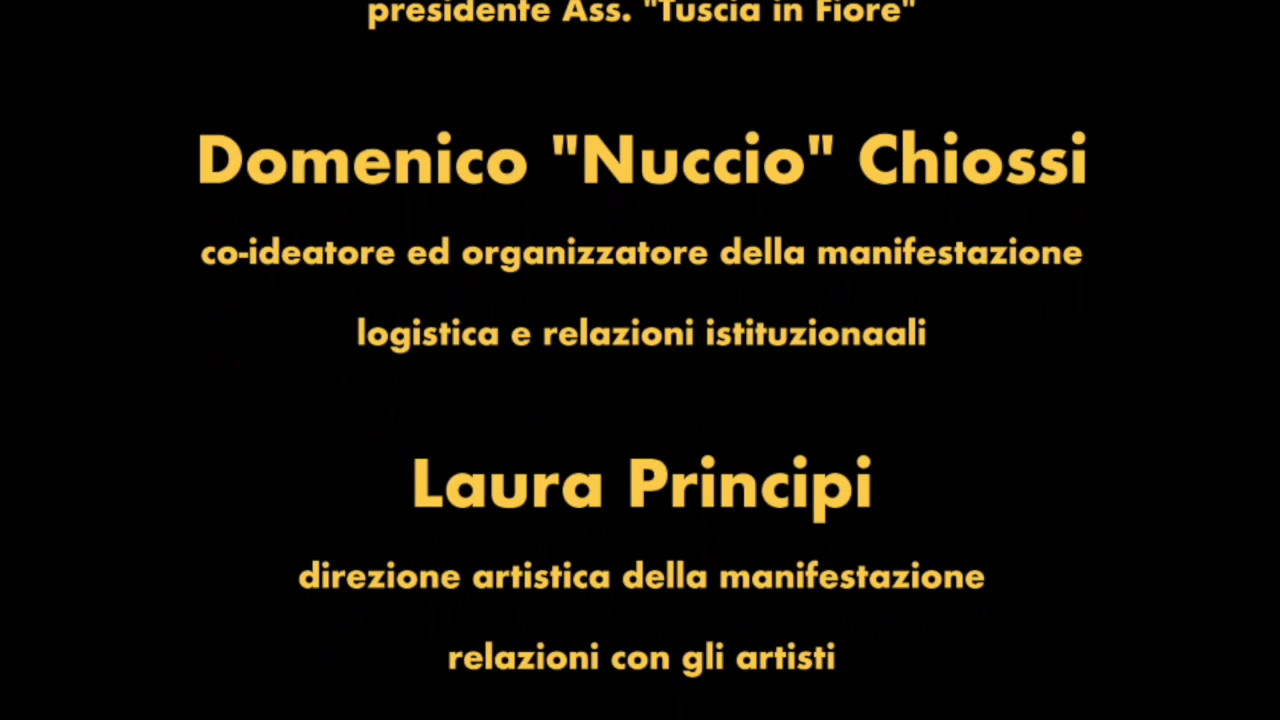 presidente Ass. "Tuscia in Fiore"
Domenico "Nuccio" Chiossi
co-ideatore ed organizzatore della manifestazione
logistica e relazioni istituzionaali
Laura Principi
direzione artistica della manifestazione
relazioni con gli artisti